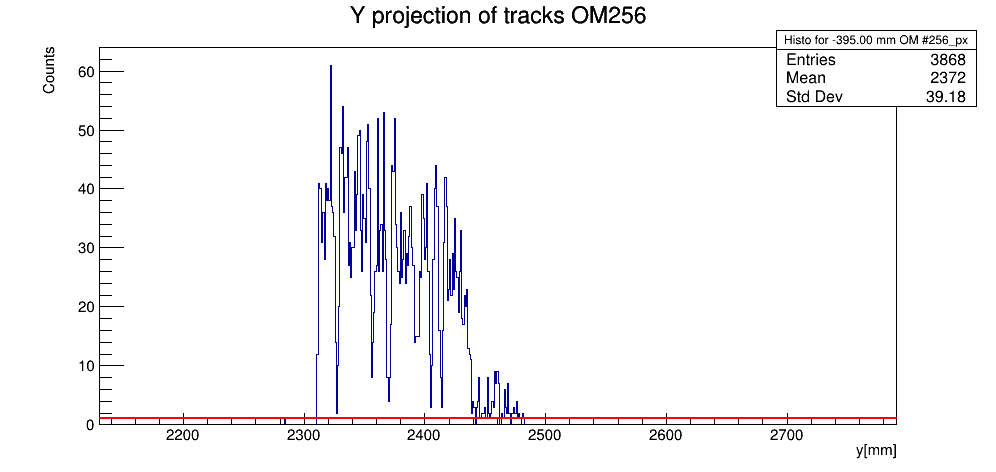 Y projection of tracks OM256
Histo for -395.00 mm OM #256_px
Entries 3868
Mean 2372
Std Dev 39.18
Counts
60
50
40
30
20
10
0
2200 2300 2400 2500 2600 2700
y[mm]